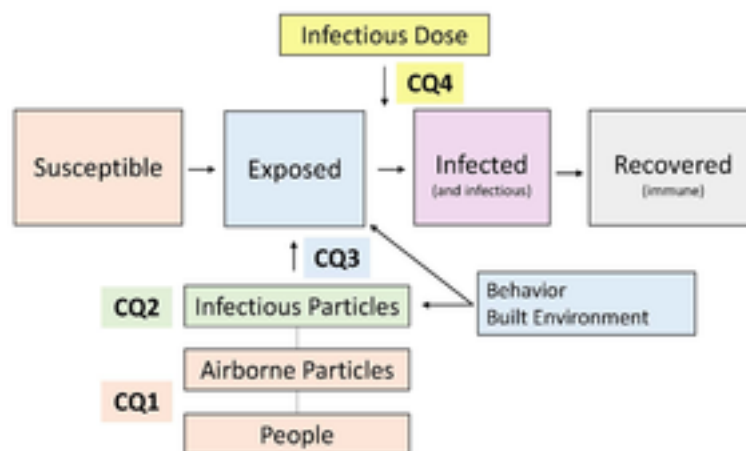 Infectious Dose
CQ4
Susceptible
Exposed
Infected
(and infectious)
Recovered
(immune)
CQ3
CQ2
Infectious Particles
Behavior
Built Environment
Airborne Particles
CQ1
People